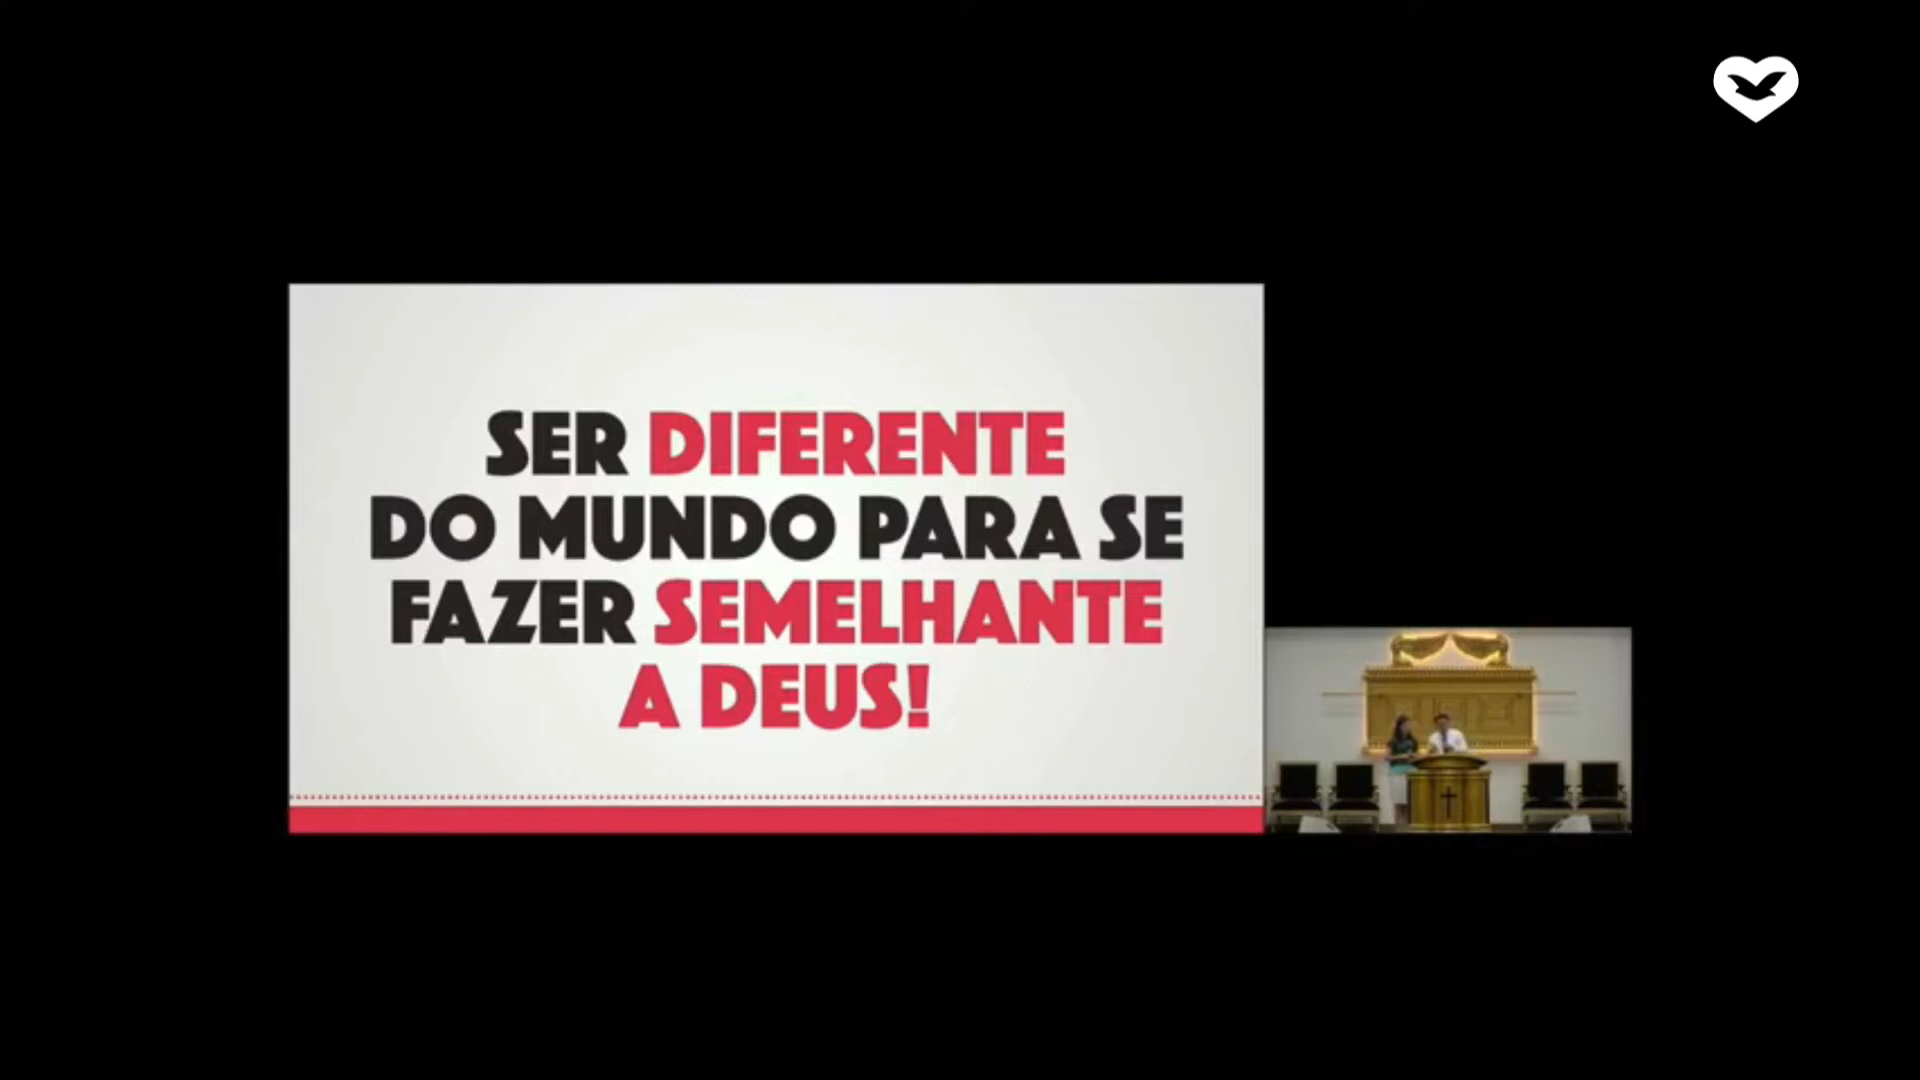 SER DIFERENTE
DO MUNDO PARA SE
FAZER SEMELHANTE
A DEUS!